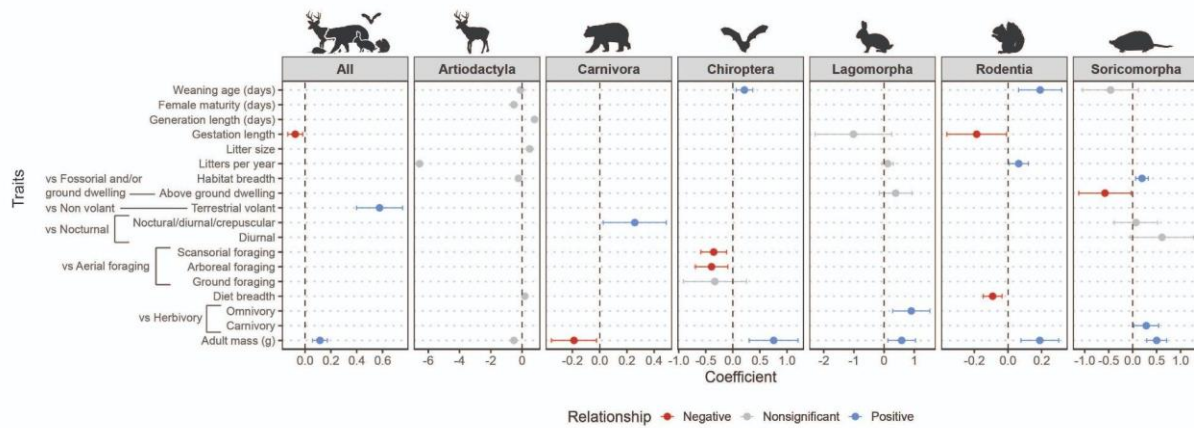 All
Artiodactyla
Carnivora
Chiroptera
Lagomorpha
Rodentia
Soricomorpha
Traits
Weaning age (days)
Female maturity (days)
Generation length (days)
Gestation length
Litter size
Litters per year
vs Fossorial and/or
ground dwelling
Habitat breadth
Above ground dwelling
vs Non volant
Terrestrial volant
vs Nocturnal
Noctural/diurnal/crepuscular
Diurnal
vs Aerial foraging
Scansorial foraging
Arboreal foraging
Ground foraging
Diet breadth
vs Herbivory
Omnivory
Carnivory
Adult mass (g)
0.0 0.2 0.4 0.6
-6 -4 -2 0
-0.2 0.0 0.2 0.4
-1.0 -0.5 0.0 0.5 1.0
-2 -1 0 1
-0.2 0.0 0.2
-1.0 -0.5 0.0 0.5 1.0
Coefficient
Relationship Negative Nonsignificant Positive